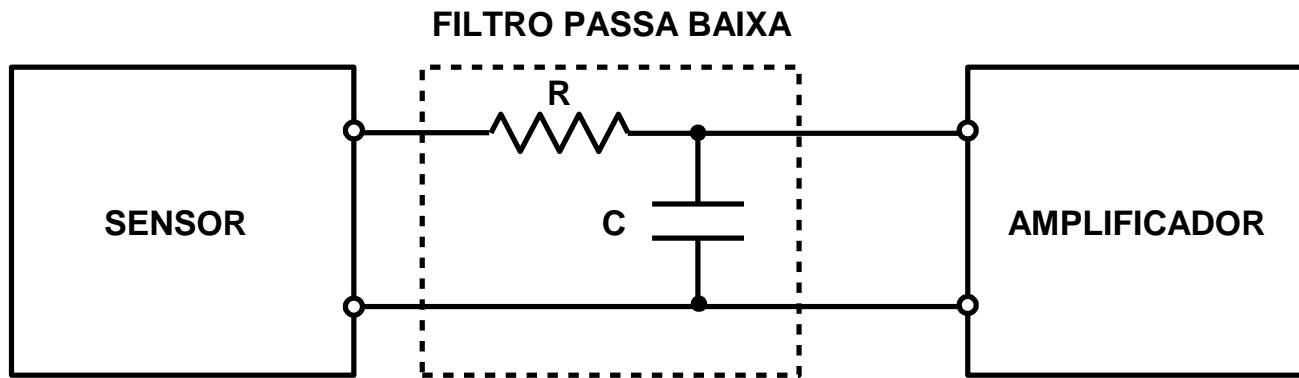 FILTRO PASSA BAIXA
R
SENSOR
C
AMPLIFICADOR